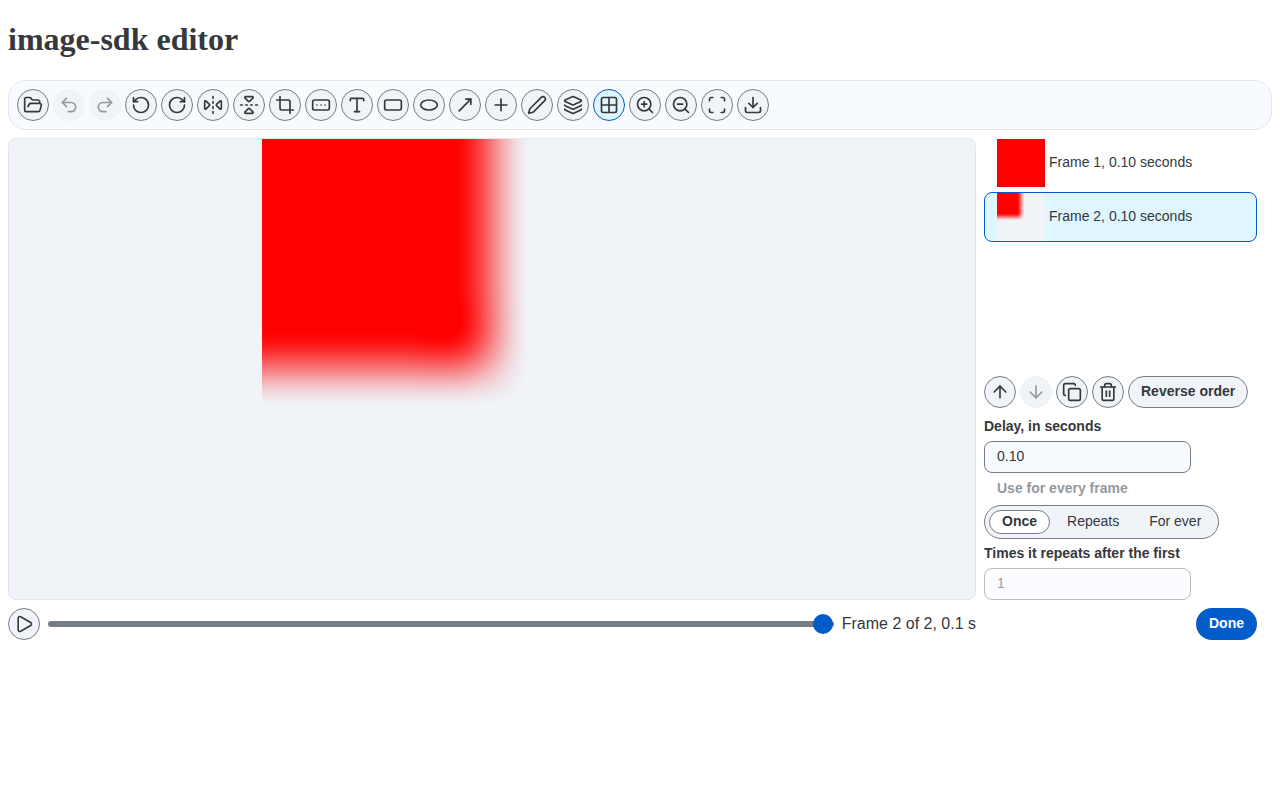 image-sdk editor
Frame 1, 0.10 seconds
Frame 2, 0.10 seconds
Reverse order
Delay, in seconds
0.10
Use for every frame
Once Repeats For ever
Times it repeats after the first
1
Frame 2 of 2, 0.1 s
Done